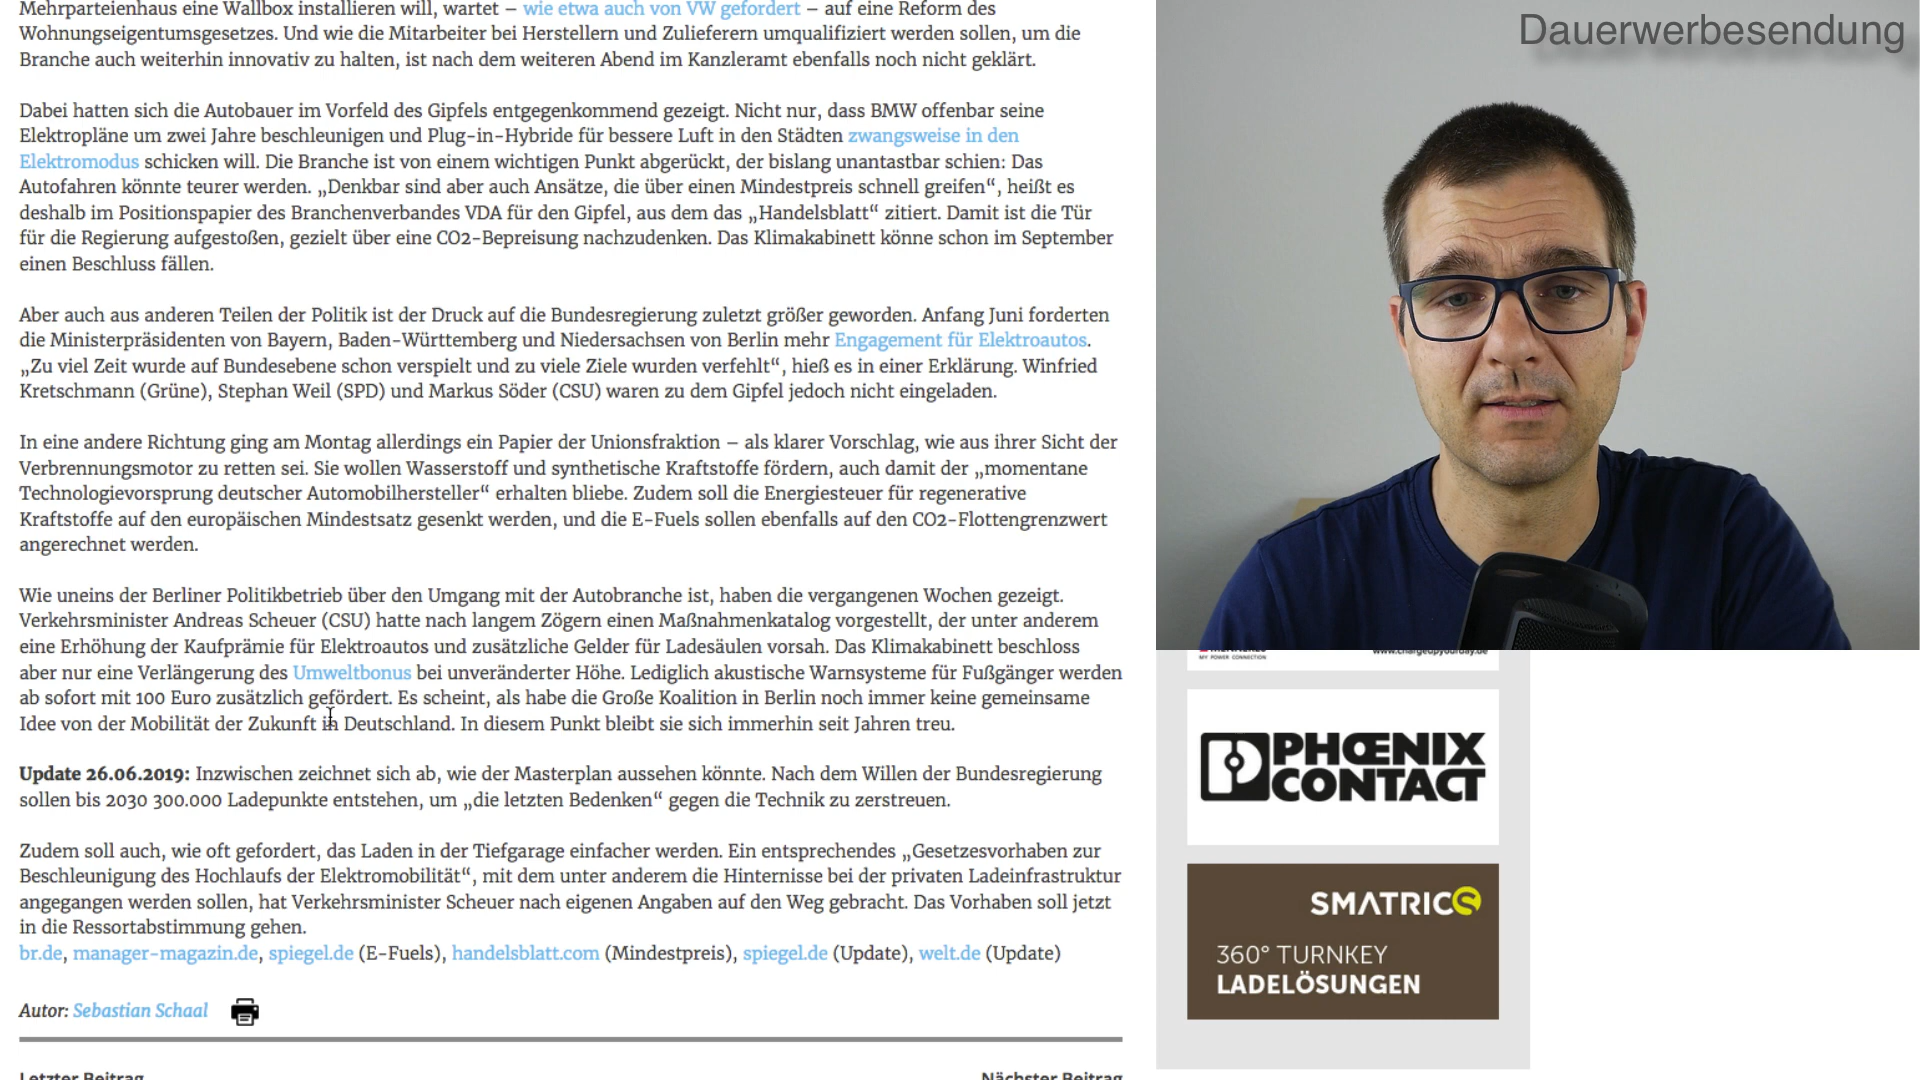 Mehrparteienhaus eine Wallbox installieren will, wartet – wie etwa auch von VW gefordert – auf eine Reform des
Wohnungseigentumsgesetzes. Und wie die Mitarbeiter bei Herstellern und Zulieferern umqualifiziert werden sollen, um die
Branche auch weiterhin innovativ zu halten, ist nach dem weiteren Abend im Kanzleramt ebenfalls noch nicht geklärt.
Dabei hatten sich die Autobauer im Vorfeld des Gipfels entgegenkommend gezeigt. Nicht nur, dass BMW offenbar seine
Elektropläne um zwei Jahre beschleunigen und Plug-in-Hybride für bessere Luft in den Städten zwangsweise in den
Elektromodus schicken will. Die Branche ist von einem wichtigen Punkt abgerückt, der bislang unantastbar schien: Das
Autofahren könnte teurer werden. „Denkbar sind aber auch Ansätze, die über einen Mindestpreis schnell greifen“, heißt es
deshalb im Positionspapier des Branchenverbandes VDA für den Gipfel, aus dem das „Handelsblatt“ zitiert. Damit ist die Tür
für die Regierung aufgestoßen, gezielt über eine CO2-Bepreisung nachzudenken. Das Klimakabinett könne schon im September
einen Beschluss fällen.
Aber auch aus anderen Teilen der Politik ist der Druck auf die Bundesregierung zuletzt größer geworden. Anfang Juni forderten
die Ministerpräsidenten von Bayern, Baden-Württemberg und Niedersachsen von Berlin mehr Engagement für Elektroautos.
„Zu viel Zeit wurde auf Bundesebene schon verspielt und zu viele Ziele wurden verfehlt“, hieß es in einer Erklärung. Winfried
Kretschmann (Grüne), Stephan Weil (SPD) und Markus Söder (CSU) waren zu dem Gipfel jedoch nicht eingeladen.
In eine andere Richtung ging am Montag allerdings ein Papier der Unionsfraktion – als klarer Vorschlag, wie aus ihrer Sicht der
Verbrennungsmotor zu retten sei. Sie wollen Wasserstoff und synthetische Kraftstoffe fördern, auch damit der „momentane
Technologievorsprung deutscher Automobilhersteller“ erhalten bliebe. Zudem soll die Energiesteuer für regenerative
Kraftstoffe auf den europäischen Mindestsatz gesenkt werden, und die E-Fuels sollen ebenfalls auf den CO2-Flottengrenzwert
angerechnet werden.
Wie uneins der Berliner Politikbetrieb über den Umgang mit der Autobranche ist, haben die vergangenen Wochen gezeigt.
Verkehrsminister Andreas Scheuer (CSU) hatte nach langem Zögern einen Maßnahmenkatalog vorgestellt, der unter anderem
eine Erhöhung der Kaufprämie für Elektroautos und zusätzliche Gelder für Ladesäulen vorsah. Das Klimakabinett beschloss
aber nur eine Verlängerung des Umweltbonus bei unveränderter Höhe. Lediglich akustische Warnsysteme für Fußgänger werden
ab sofort mit 100 Euro zusätzlich gefördert. Es scheint, als habe die Große Koalition in Berlin noch immer keine gemeinsame
Idee von der Mobilität der Zukunft in Deutschland. In diesem Punkt bleibt sie sich immerhin seit Jahren treu.
Update 26.06.2019: Inzwischen zeichnet sich ab, wie der Masterplan aussehen könnte. Nach dem Willen der Bundesregierung
sollen bis 2030 300.000 Ladepunkte entstehen, um „die letzten Bedenken“ gegen die Technik zu zerstreuen.
Zudem soll auch, wie oft gefordert, das Laden in der Tiefgarage einfacher werden. Ein entsprechendes „Gesetzesvorhaben zur
Beschleunigung des Hochlaufs der Elektromobilität“, mit dem unter anderem die Hinternisse bei der privaten Ladeinfrastruktur
angegangen werden sollen, hat Verkehrsminister Scheuer nach eigenen Angaben auf den Weg gebracht. Das Vorhaben soll jetzt
in die Ressortabstimmung gehen.
br.de, manager-magazin.de, spiegel.de (E-Fuels), handelsblatt.com (Mindestpreis), spiegel.de (Update), welt.de (Update)
Autor: Sebastian Schaal
Letzter Beitrag
Nächster Beitrag
Dauerwerbesendung
MY POWER CONNECTION
www.chargeupyourday.de
PHŒNIX
CONTACT
SMATRICS
360° TURNKEY
LADELÖSUNGEN